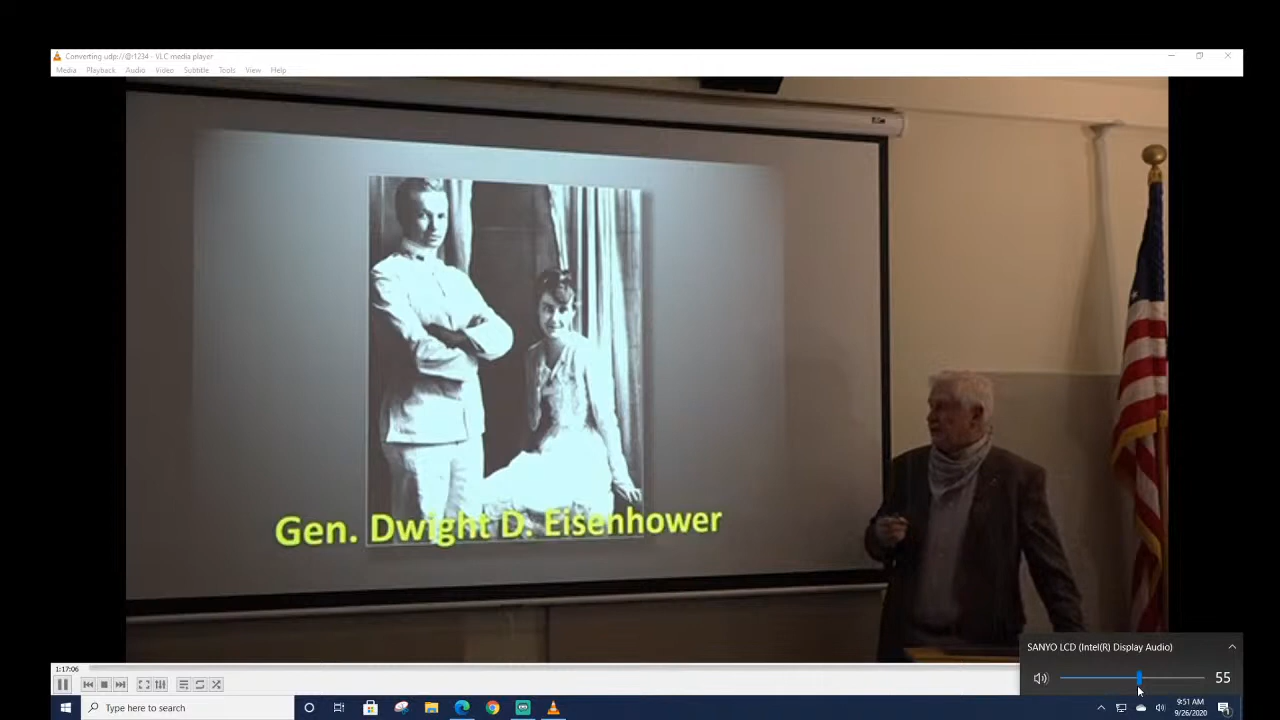 Converting udp://@:1234 - VLC media player
Media Playback Audio Video Subtitle Tools View Help
Gen. Dwight D. Eisenhower
SANYO LCD (Intel(R) Display Audio)
1:17:06
55
Type here to search
9:51 AM
9/26/2020